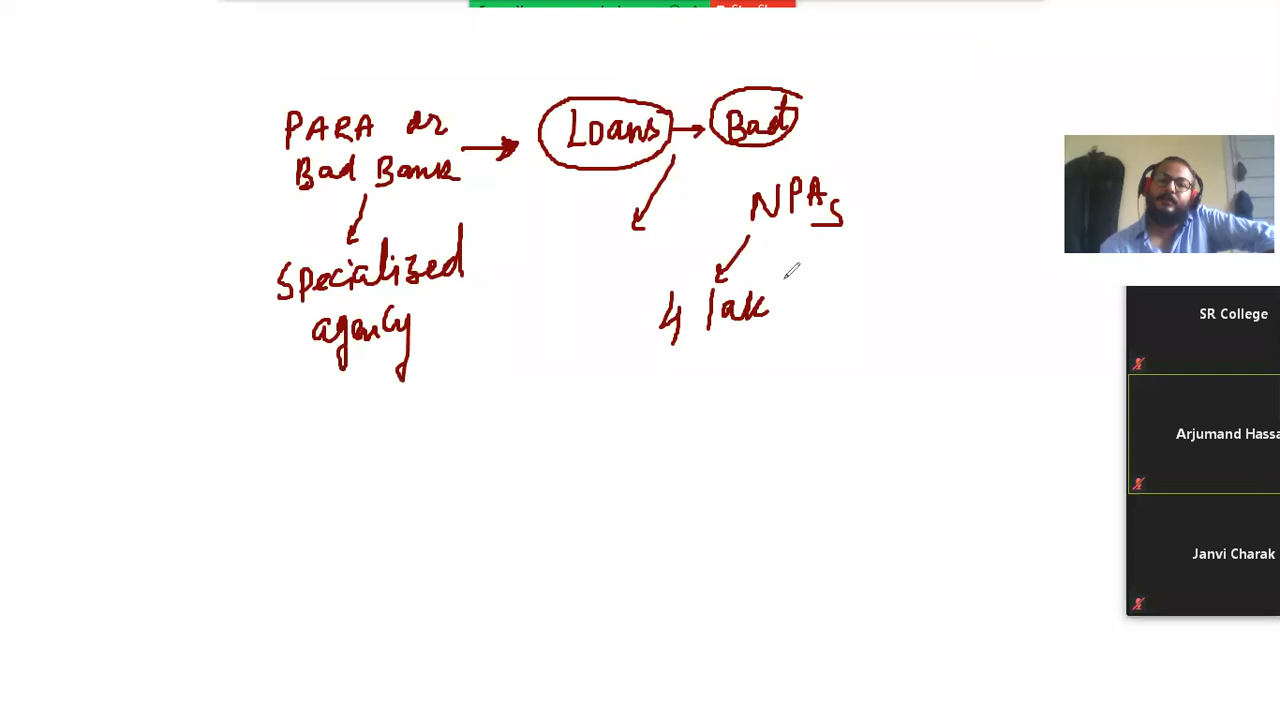 PARA or
Bad Bank
Loans
Bad
NPAs
Specialized
agency
4 lak
SR College
Arjumand Hassa
Janvi Charak